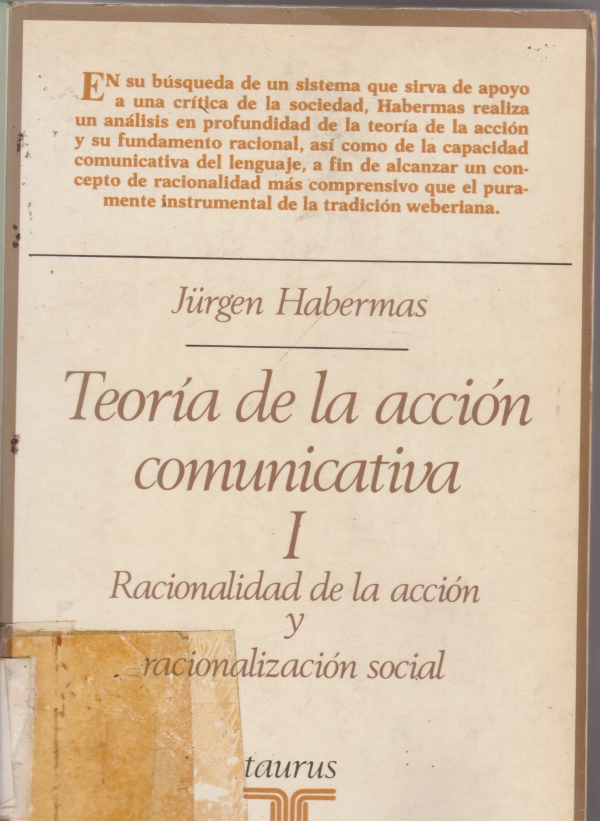 EN su búsqueda de un sistema que sirva de apoyo
a una crítica de la sociedad, Habermas realiza
un análisis en profundidad de la teoría de la acción
y su fundamento racional, así como de la capacidad
comunicativa del lenguaje, a fin de alcanzar un con-
cepto de racionalidad más comprensivo que el pura-
mente instrumental de la tradición weberiana.
Jürgen Habermas
Teoría de la acción
comunicativa
I
Racionalidad de la acción
y
racionalización social
taurus